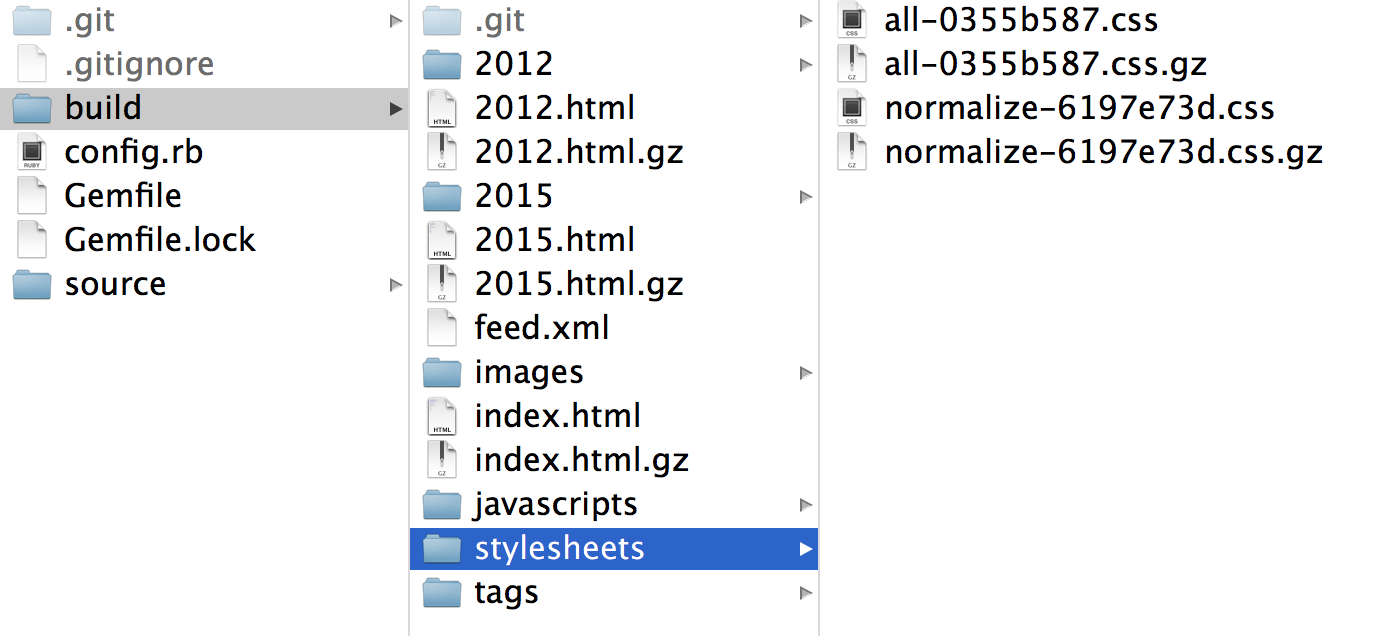 .git
.gitignore
build
config.rb
Gemfile
Gemfile.lock
source
.git
2012
2012.html
2012.html.gz
2015
2015.html
2015.html.gz
feed.xml
images
index.html
index.html.gz
javascripts
stylesheets
tags
all-0355b587.css
all-0355b587.css.gz
normalize-6197e73d.css
normalize-6197e73d.css.gz
RUBY
HTML
GZ
HTML
GZ
HTML
GZ
CSS
GZ
CSS
GZ